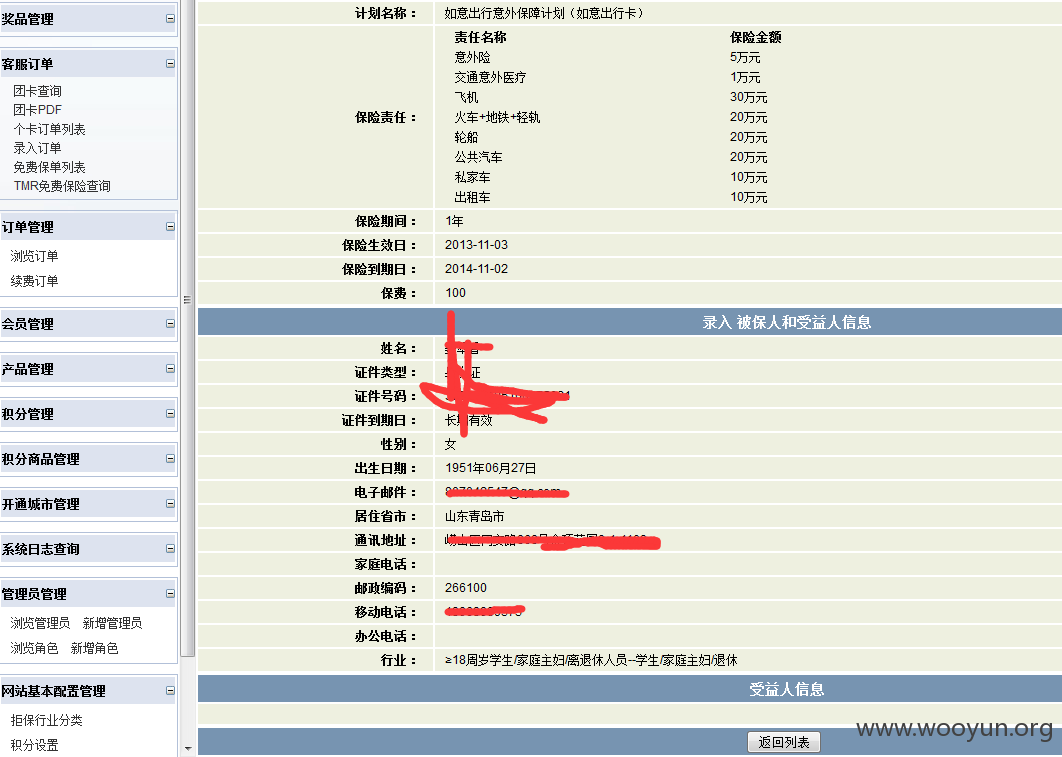 奖品管理
客服订单
团卡查询
团卡PDF
个卡订单列表
录入订单
免费保单列表
TMR免费保险查询
订单管理
浏览订单
续费订单
会员管理
产品管理
积分管理
积分商品管理
开通城市管理
系统日志查询
管理员管理
浏览管理员 新增管理员
浏览角色 新增角色
网站基本配置管理
拒保行业分类
积分设置
计划名称： 如意出行意外保障计划（如意出行卡）
保险责任：
责任名称 保险金额
意外险 5万元
交通意外医疗 1万元
飞机 30万元
火车+地铁+轻轨 20万元
轮船 20万元
公共汽车 20万元
私家车 10万元
出租车 10万元
保险期间： 1年
保险生效日： 2013-11-03
保险到期日： 2014-11-02
保费： 100
录入 被保人和受益人信息
姓名：
证件类型： 证
证件号码：
证件到期日： 长期有效
性别： 女
出生日期： 1951年06月27日
电子邮件：
居住省市： 山东青岛市
通讯地址：
家庭电话：
邮政编码： 266100
移动电话：
办公电话：
行业： ≥18周岁学生/家庭主妇/离退休人员--学生/家庭主妇/退休
受益人信息
返回列表
www.wooyun.org